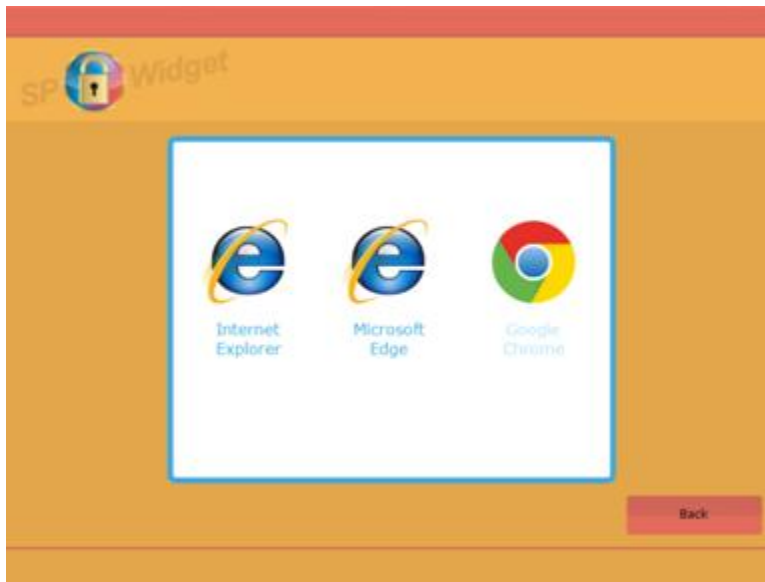 SP Widget
Internet
Explorer
Microsoft
Edge
Google
Chrome
Back